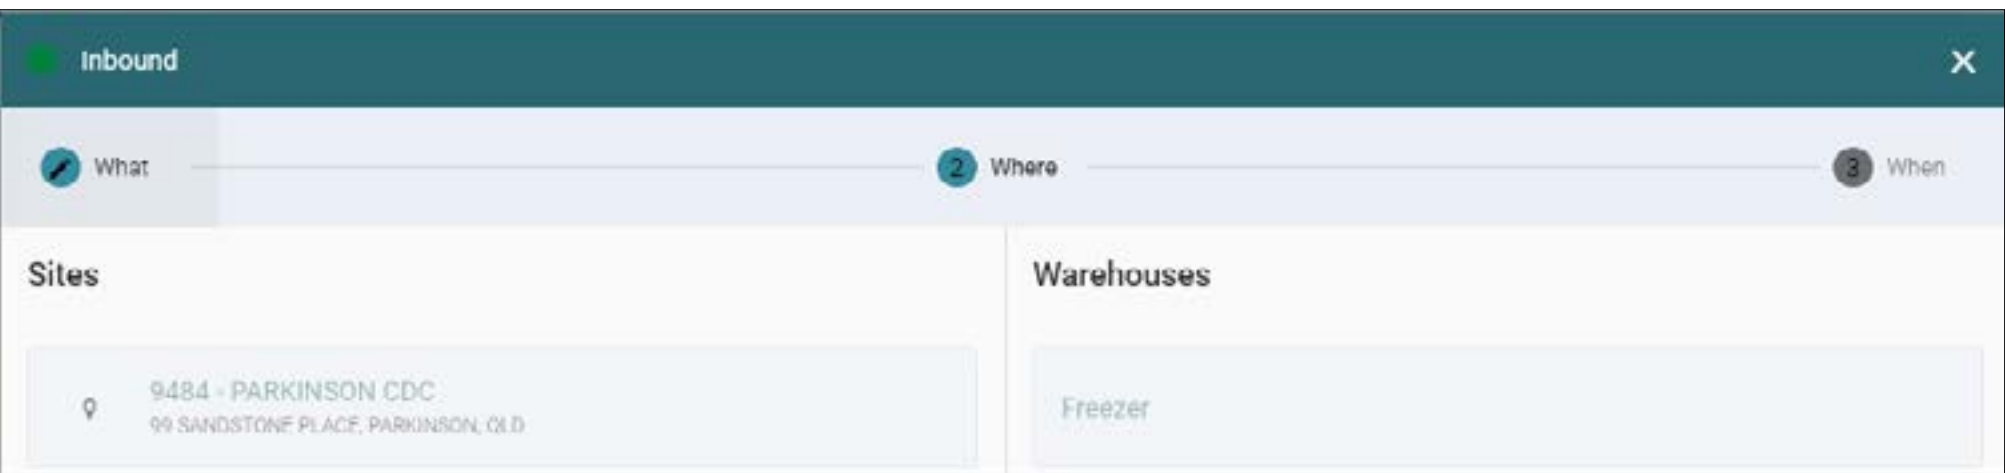 Inbound
What
2 Where
3 When
Sites
Warehouses
9484 - PARKINSON CDC
99 SANDSTONE PLACE, PARKINSON, QLD
Freezer